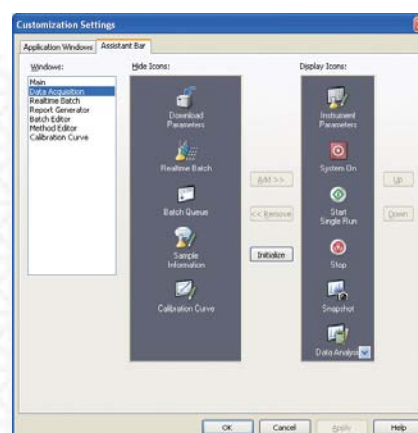 Customization Settings
Application Windows
Assistant Bar
Windows:
Hide Icons:
Display Icons:
Main
Data Acquisition
Realtime Batch
Report Generator
Batch Editor
Method Editor
Calibration Curve
Download
Parameters
Realtime Batch
Batch Queue
Sample
Information
Calibration Curve
Add >>
<< Remove
Initialize
Instrument
Parameters
System On
Start
Single Run
Stop
Snapshot
Data Analysis
Up
Down
OK
Cancel
Apply
Help